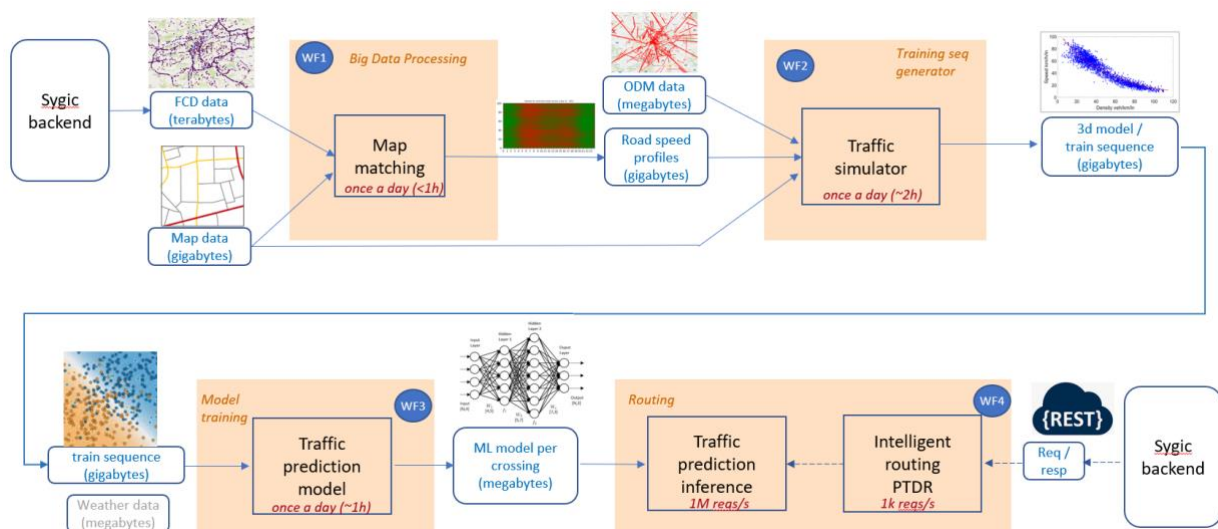 Sygic
backend
FCD data
(terabytes)
Map data
(gigabytes)
WF1
Big Data Processing
Map
matching
once a day (<1h)
ODM data
(megabytes)
Road speed
profiles
(gigabytes)
WF2
Training seq
generator
Traffic
simulator
once a day (~2h)
3d model /
train sequence
(gigabytes)
train sequence
(gigabytes)
Weather data
(megabytes)
Model
training
WF3
Traffic
prediction
model
once a day (~1h)
ML model per
crossing
(megabytes)
Routing
WF4
Traffic
prediction
inference
1M reqs/s
Intelligent
routing
PTDR
1k reqs/s
{REST}
Req /
resp
Sygic
backend